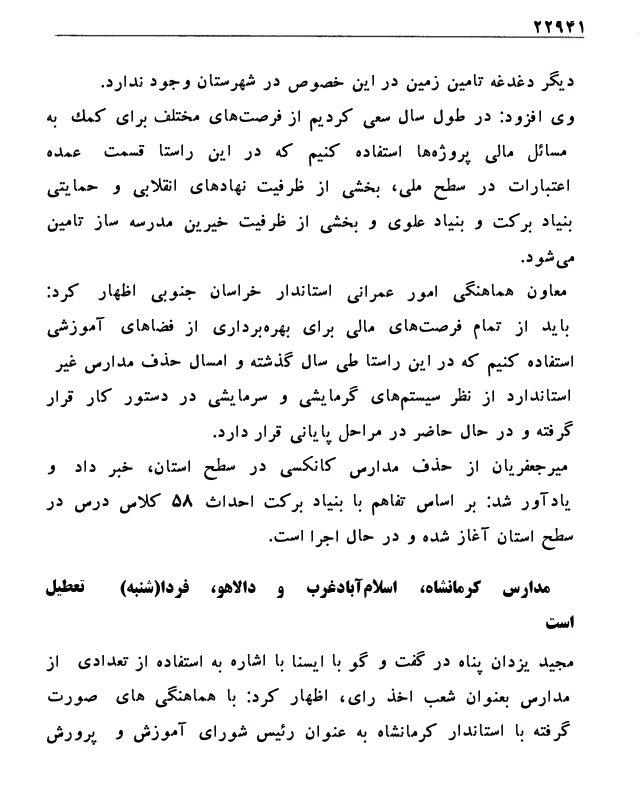 ۲۲۹۴۱
دیگر دغدغه تامین زمین در این خصوص در شهرستان وجود ندارد.
وی افزود: در طول سال سعی کردیم از فرصت‌های مختلف برای کمك به
مسائل مالی پروژه‌ها استفاده کنیم که در این راستا قسمت عمده
اعتبارات در سطح ملی، بخشی از ظرفیت نهادهای انقلابی و حمایتی
بنیاد برکت و بنیاد علوی و بخشی از ظرفیت خیرین مدرسه ساز تامین
می‌شود.
معاون هماهنگی امور عمرانی استاندار خراسان جنوبی اظهار کرد:
باید از تمام فرصت‌های مالی برای بهره‌برداری از فضاهای آموزشی
استفاده کنیم که در این راستا طی سال گذشته و امسال حذف مدارس غیر
استاندارد از نظر سیستم‌های گرمایشی و سرمایشی در دستور کار قرار
گرفته و در حال حاضر در مراحل پایانی قرار دارد.
میرجعفریان از حذف مدارس کانکسی در سطح استان، خبر داد و
یادآور شد: بر اساس تفاهم با بنیاد برکت احداث ۵۸ کلاس درس در
سطح استان آغاز شده و در حال اجرا است.
مدارس کرمانشاه، اسلام‌آبادغرب و دالاهو، فردا(شنبه) تعطیل
است
مجید یزدان پناه در گفت و گو با ایسنا با اشاره به استفاده از تعدادی از
مدارس بعنوان شعب اخذ رای، اظهار کرد: با هماهنگی های صورت
گرفته با استاندار کرمانشاه به عنوان رئیس شورای آموزش و پرورش